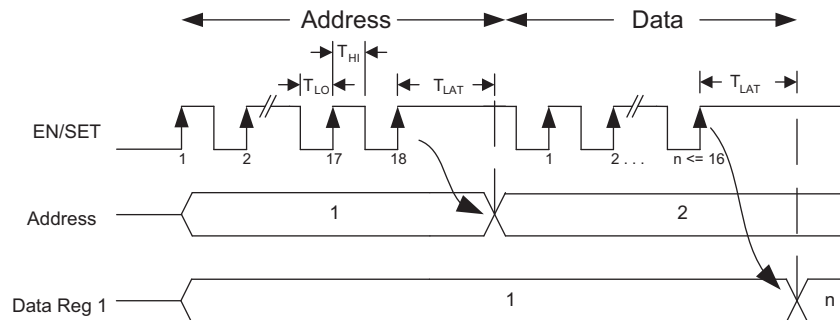 Address Data
T_HI
T_LO T_LAT T_LAT
EN/SET
1 2 17 18 1 2 . . . n <= 16
Address 1 2
Data Reg 1 1 n